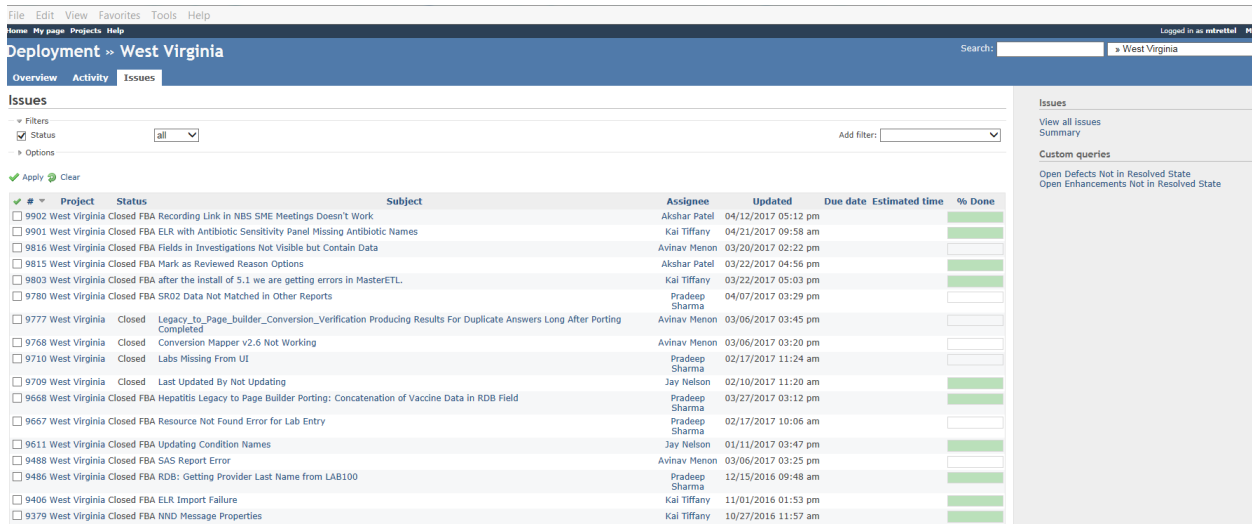 File Edit View Favorites Tools Help
Home My page Projects Help Logged in as mtrettel M
Deployment » West Virginia Search: » West Virginia
Overview Activity Issues
Issues
Filters
Status all Add filter:
Options
Apply Clear
# Project Status Subject Assignee Updated Due date Estimated time % Done
9902 West Virginia Closed FBA Recording Link in NBS SME Meetings Doesn't Work Akshar Patel 04/12/2017 05:12 pm
9901 West Virginia Closed FBA ELR with Antibiotic Sensitivity Panel Missing Antibiotic Names Kai Tiffany 04/21/2017 09:58 am
9816 West Virginia Closed FBA Fields in Investigations Not Visible but Contain Data Avinav Menon 03/20/2017 02:22 pm
9815 West Virginia Closed FBA Mark as Reviewed Reason Options Akshar Patel 03/22/2017 04:56 pm
9803 West Virginia Closed FBA after the install of 5.1 we are getting errors in MasterETL. Kai Tiffany 03/22/2017 05:03 pm
9780 West Virginia Closed FBA SR02 Data Not Matched in Other Reports Pradeep Sharma 04/07/2017 03:29 pm
9777 West Virginia Closed Legacy_to_Page_builder_Conversion_Verification Producing Results For Duplicate Answers Long After Porting Completed Avinav Menon 03/06/2017 03:45 pm
9768 West Virginia Closed Conversion Mapper v2.6 Not Working Avinav Menon 03/06/2017 03:20 pm
9710 West Virginia Closed Labs Missing From UI Pradeep Sharma 02/17/2017 11:24 am
9709 West Virginia Closed Last Updated By Not Updating Jay Nelson 02/10/2017 11:20 am
9668 West Virginia Closed FBA Hepatitis Legacy to Page Builder Porting: Concatenation of Vaccine Data in RDB Field Pradeep Sharma 03/27/2017 03:12 pm
9667 West Virginia Closed FBA Resource Not Found Error for Lab Entry Pradeep Sharma 02/17/2017 10:06 am
9611 West Virginia Closed FBA Updating Condition Names Jay Nelson 01/11/2017 03:47 pm
9488 West Virginia Closed FBA SAS Report Error Avinav Menon 03/06/2017 03:25 pm
9486 West Virginia Closed FBA RDB: Getting Provider Last Name from LAB100 Pradeep Sharma 12/15/2016 09:48 am
9406 West Virginia Closed FBA ELR Import Failure Kai Tiffany 11/01/2016 01:53 pm
9379 West Virginia Closed FBA NND Message Properties Kai Tiffany 10/27/2016 11:57 am
Issues
View all issues
Summary
Custom queries
Open Defects Not in Resolved State
Open Enhancements Not in Resolved State